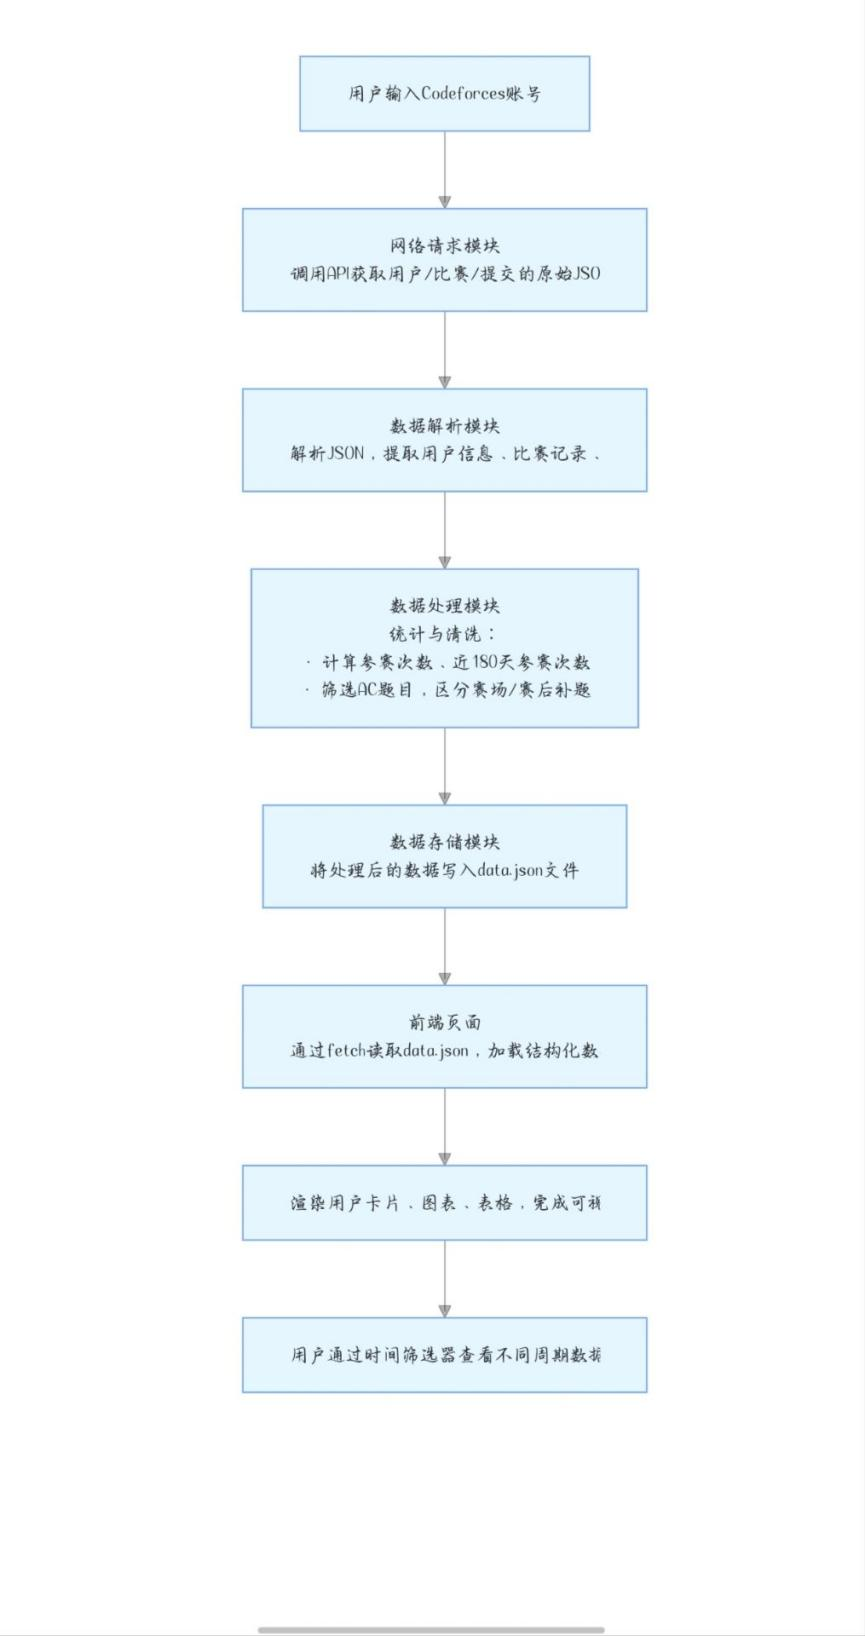 用户输入Codeforces账号
网络请求模块
调用API获取用户/比赛/提交的原始JSO
数据解析模块
解析JSON，提取用户信息、比赛记录、
数据处理模块
统计与清洗：
· 计算参赛次数、近180天参赛次数
· 筛选AC题目，区分赛场/赛后补题
数据存储模块
将处理后的数据写入data.json文件
前端页面
通过fetch读取data.json，加载结构化数
渲染用户卡片、图表、表格，完成可视
用户通过时间筛选器查看不同周期数据